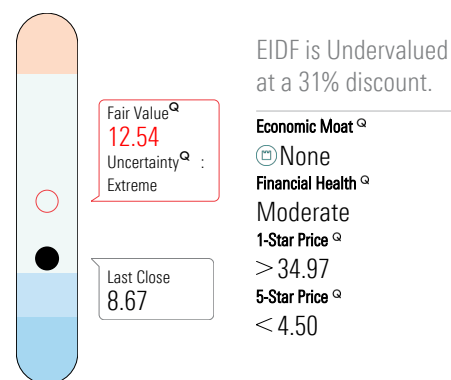 EIDF is Undervalued
at a 31% discount.
Fair Value Q
12.54
Uncertainty Q :
Extreme
Last Close
8.67
Economic Moat Q
None
Financial Health Q
Moderate
1-Star Price Q
> 34.97
5-Star Price Q
< 4.50